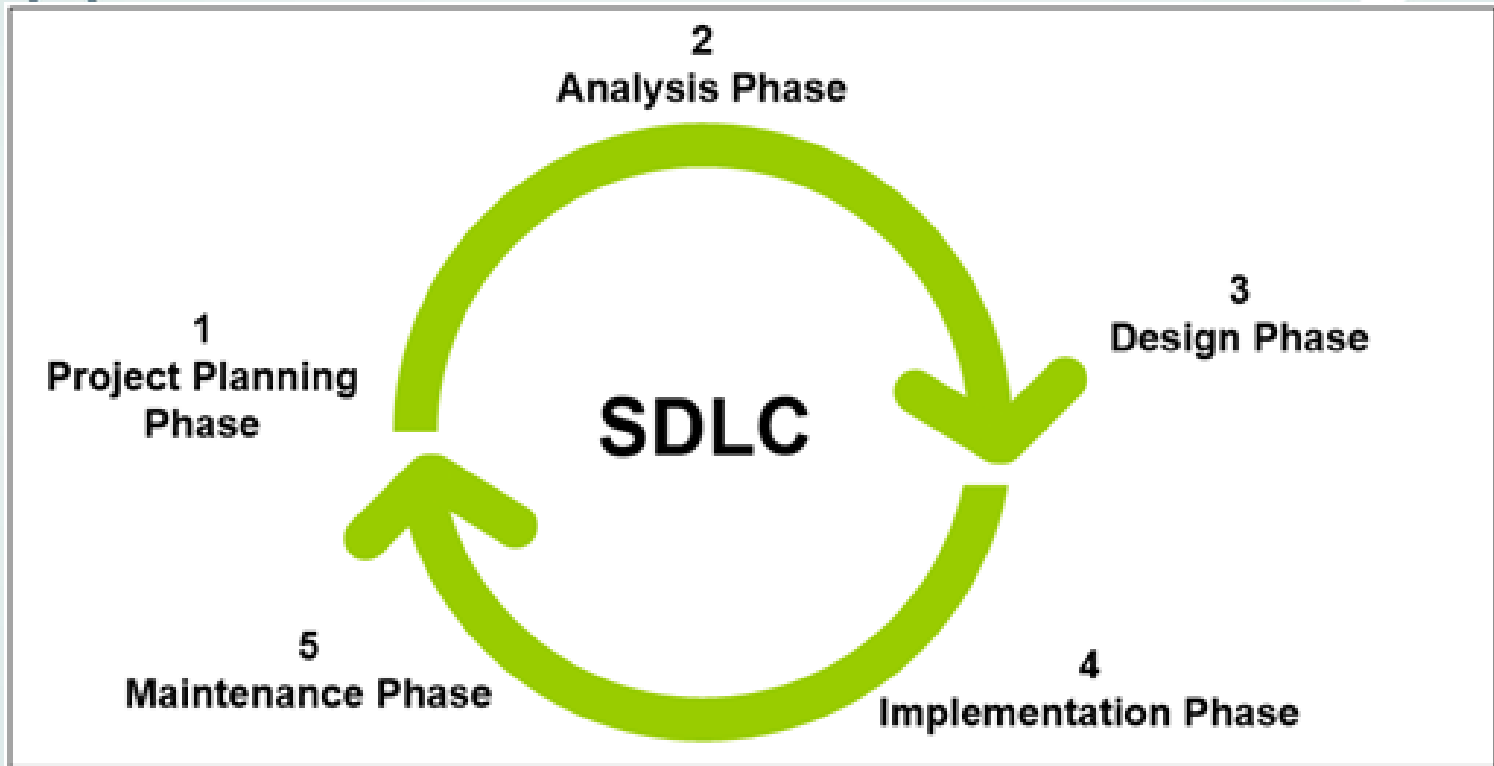 1
Project Planning
Phase
2
Analysis Phase
3
Design Phase
SDLC
4
Implementation Phase
5
Maintenance Phase